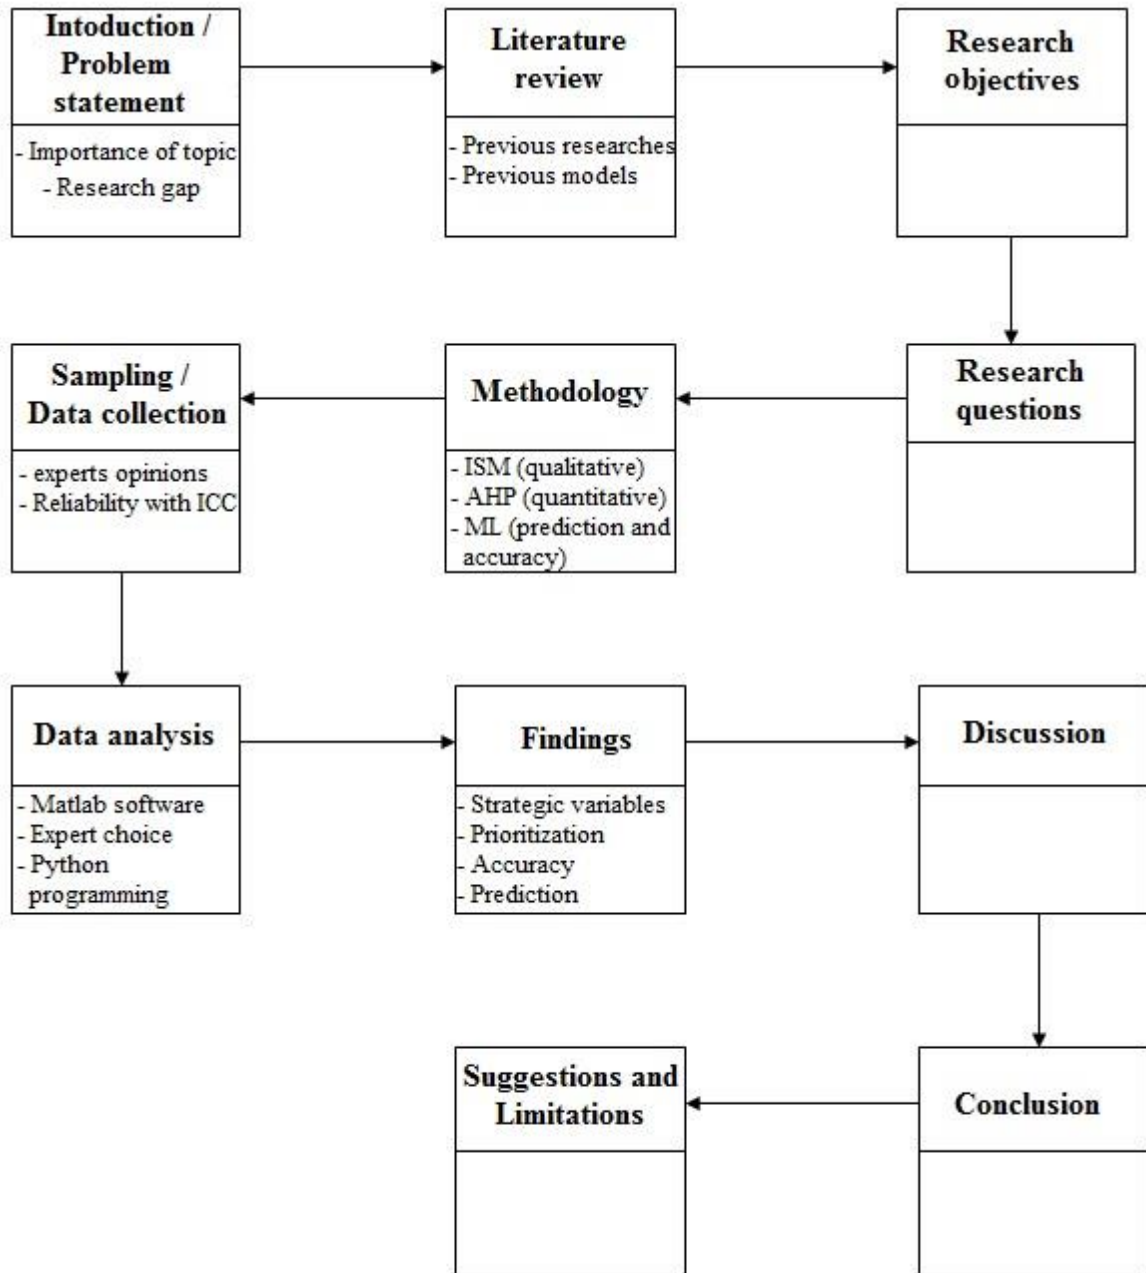 Intoduction /
Problem
statement
- Importance of topic
- Research gap
Literature
review
- Previous researches
- Previous models
Research
objectives
Research
questions
Methodology
- ISM (qualitative)
- AHP (quantitative)
- ML (prediction and
accuracy)
Sampling /
Data collection
- experts opinions
- Reliability with ICC
Data analysis
- Matlab software
- Expert choice
- Python
programming
Findings
- Strategic variables
- Prioritization
- Accuracy
- Prediction
Discussion
Conclusion
Suggestions and
Limitations